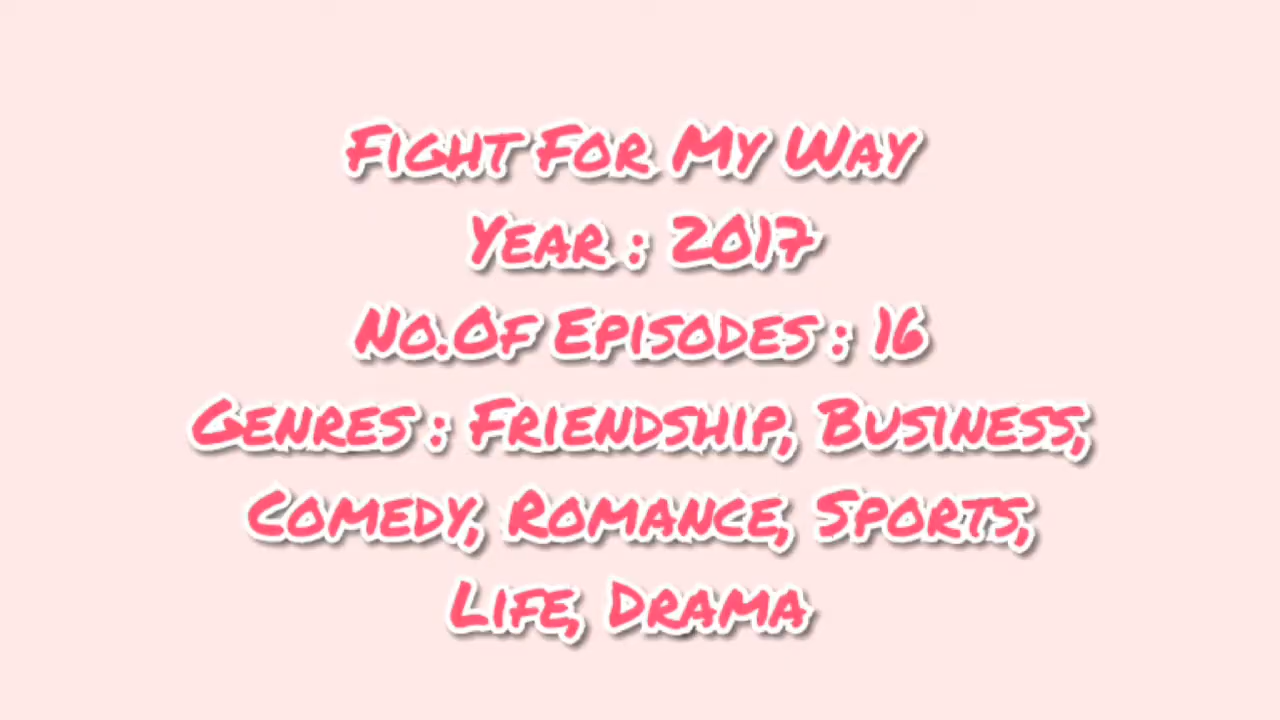 Fight For My Way
Year : 2017
No.Of Episodes : 16
Genres : Friendship, Business,
Comedy, Romance, Sports,
Life, Drama